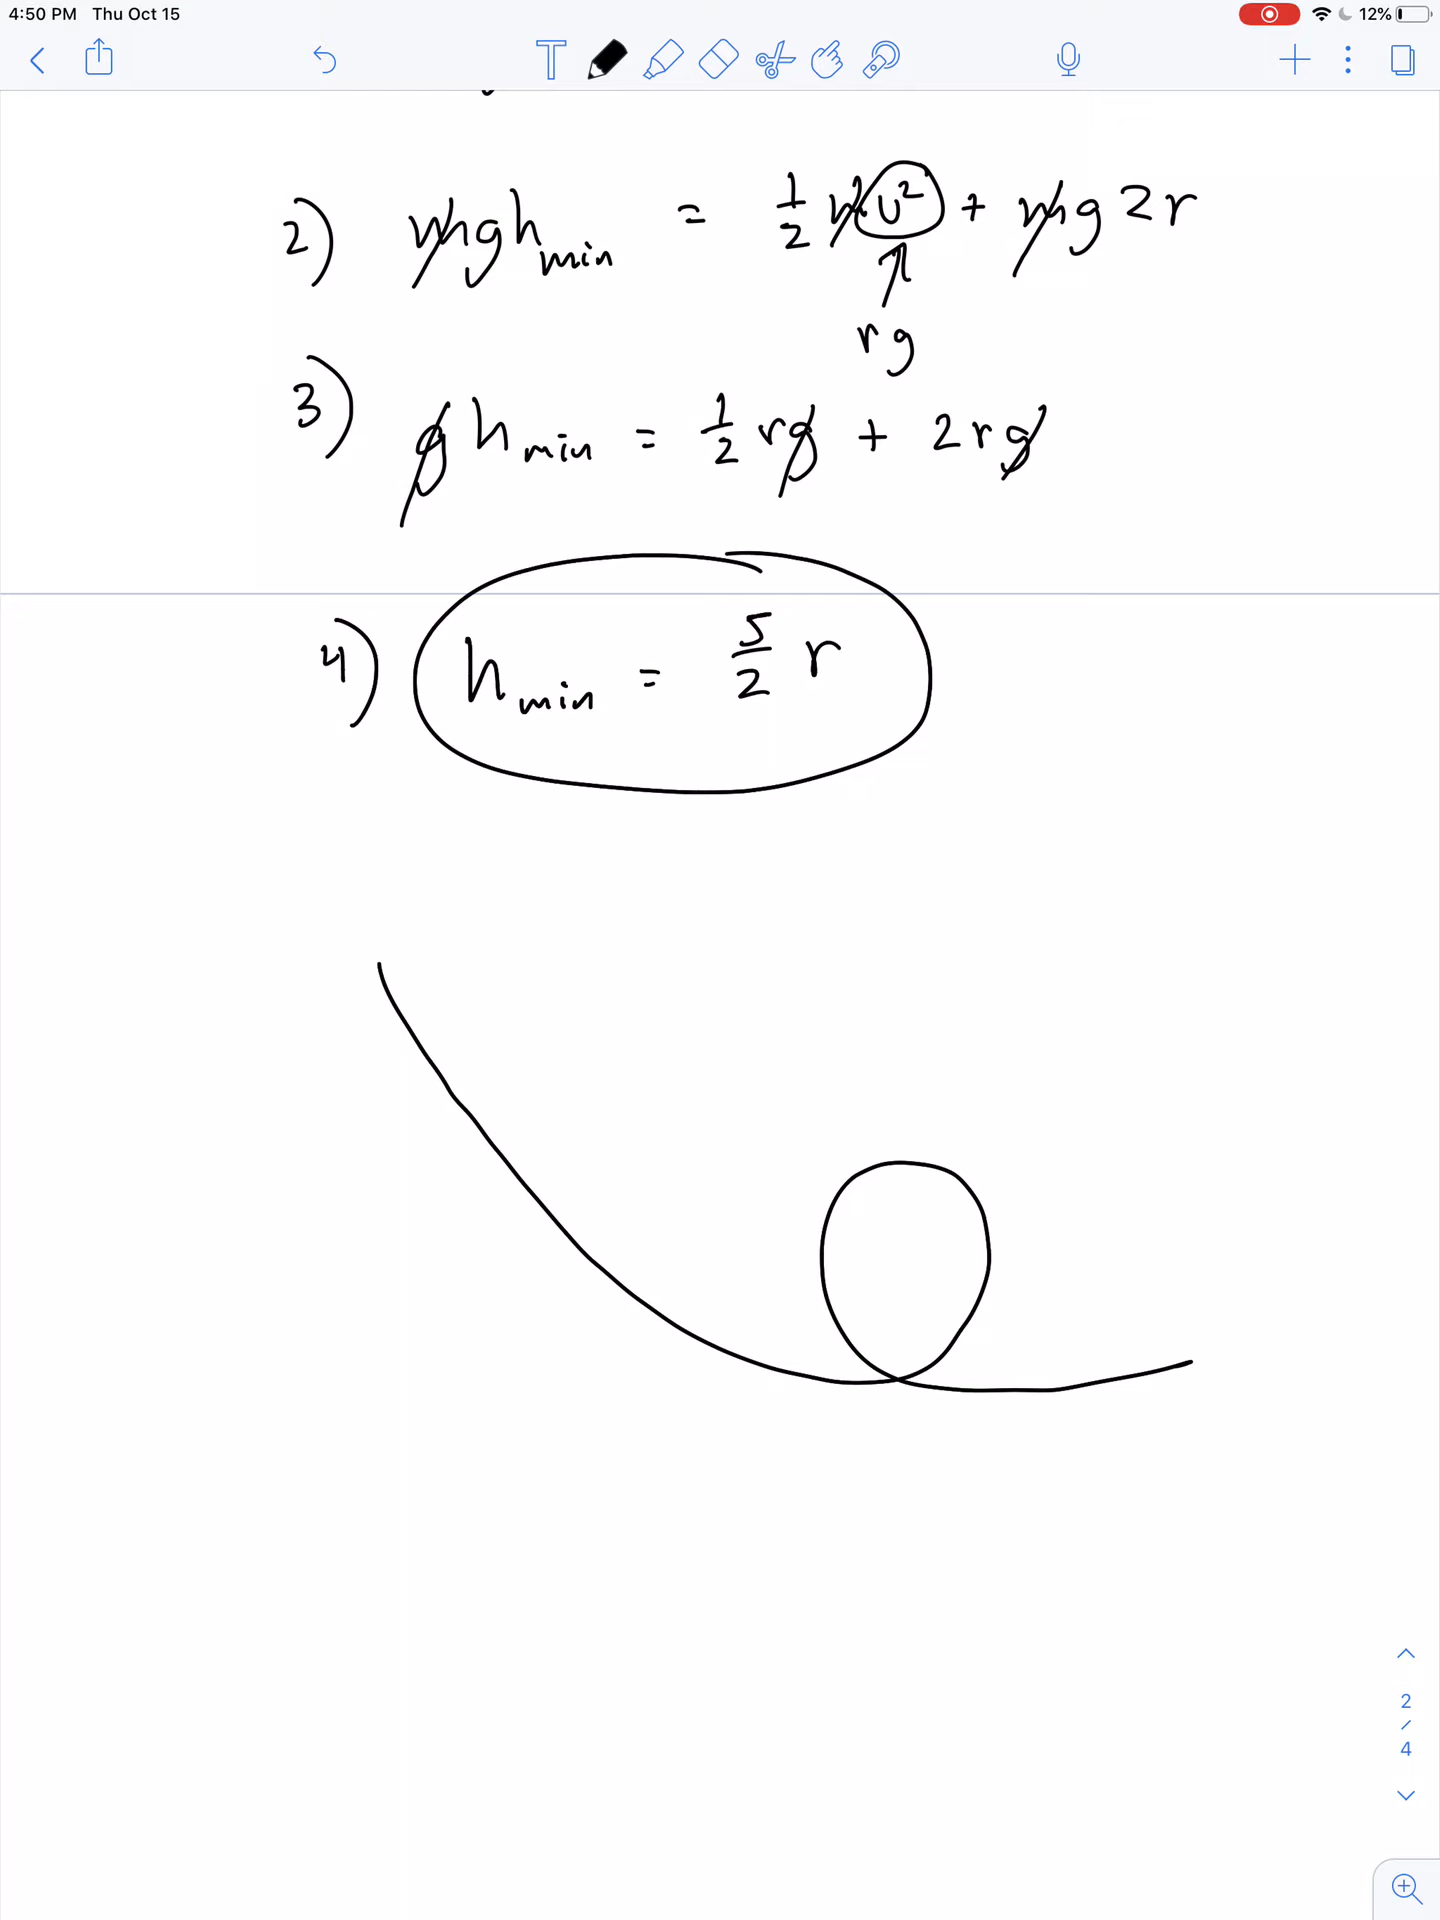 4:50 PM Thu Oct 15 12%
T
2) mgh_min = 1/2 mv² + mg2r
rg
3) gh_min = 1/2 rg + 2rg
4) h_min = 5/2 r
2
/
4